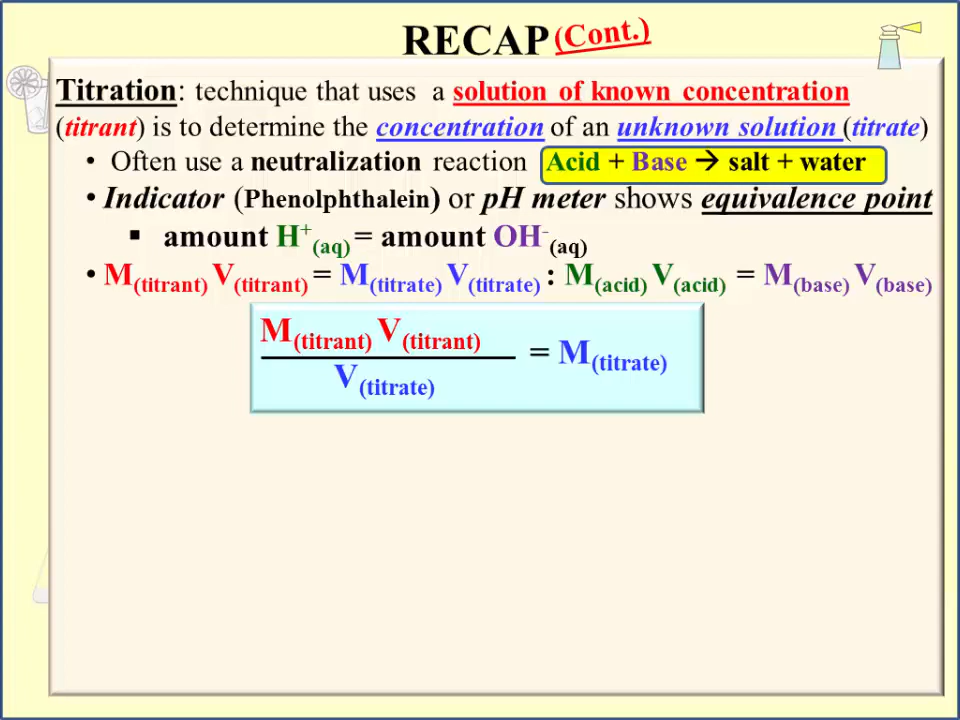 RECAP (Cont.)
Titration: technique that uses a solution of known concentration
(titrant) is to determine the concentration of an unknown solution (titrate)
• Often use a neutralization reaction Acid + Base → salt + water
• Indicator (Phenolphthalein) or pH meter shows equivalence point
▪ amount H⁺(aq) = amount OH⁻(aq)
• M(titrant) V(titrant) = M(titrate) V(titrate) : M(acid) V(acid) = M(base) V(base)
M(titrant) V(titrant)
= M(titrate)
V(titrate)